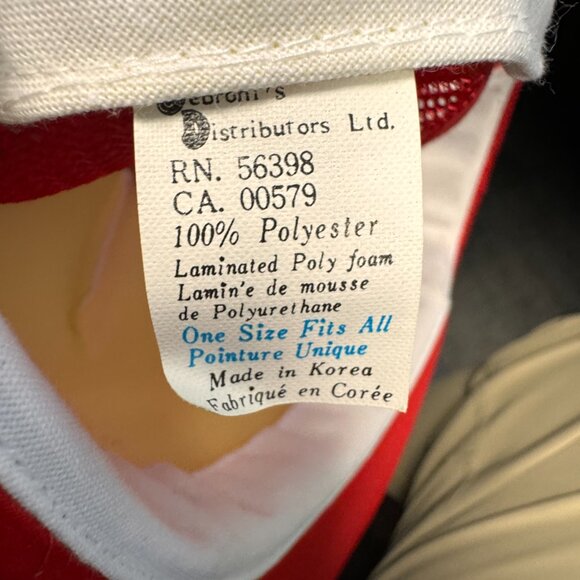 Distributors Ltd.
RN. 56398
CA. 00579
100% Polyester
Laminated Poly foam
Lamin'e de mousse
de Polyurethane
One Size Fits All
Pointure Unique
Made in Korea
Fabriqué en Corée